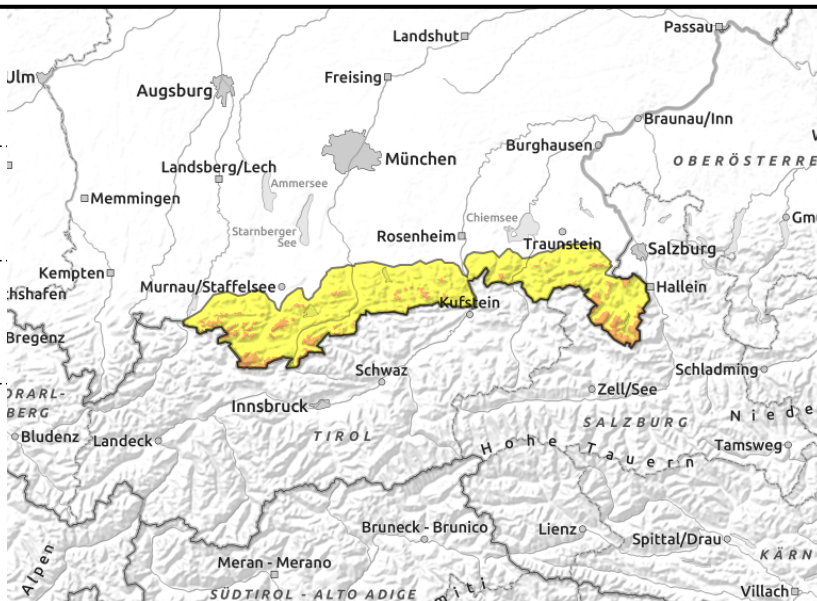 Passau
Landshut
Ulm
Freising
Augsburg
Braunau/Inn
Burghausen
München
OBERÖSTERRE
Landsberg/Lech
Ammersee
Memmingen
Starnberger
See
Chiemsee
Gm
Rosenheim
Traunstein
Salzburg
Kempten
Murnau/Staffelsee
Hallein
chshafen
Kufstein
Bregenz
Schwaz
Schladming
Zell/See
ORARL-
BERG
Innsbruck
SALZBURG
Niede
Bludenz
Landeck
TIROL
Hohe Tauern
Tamsweg
Bruneck - Brunico
Lienz
Spittal/Drau
KÄRN
Alpen
Meran - Merano
SÜDTIROL - ALTO ADIGE
miti
Villach